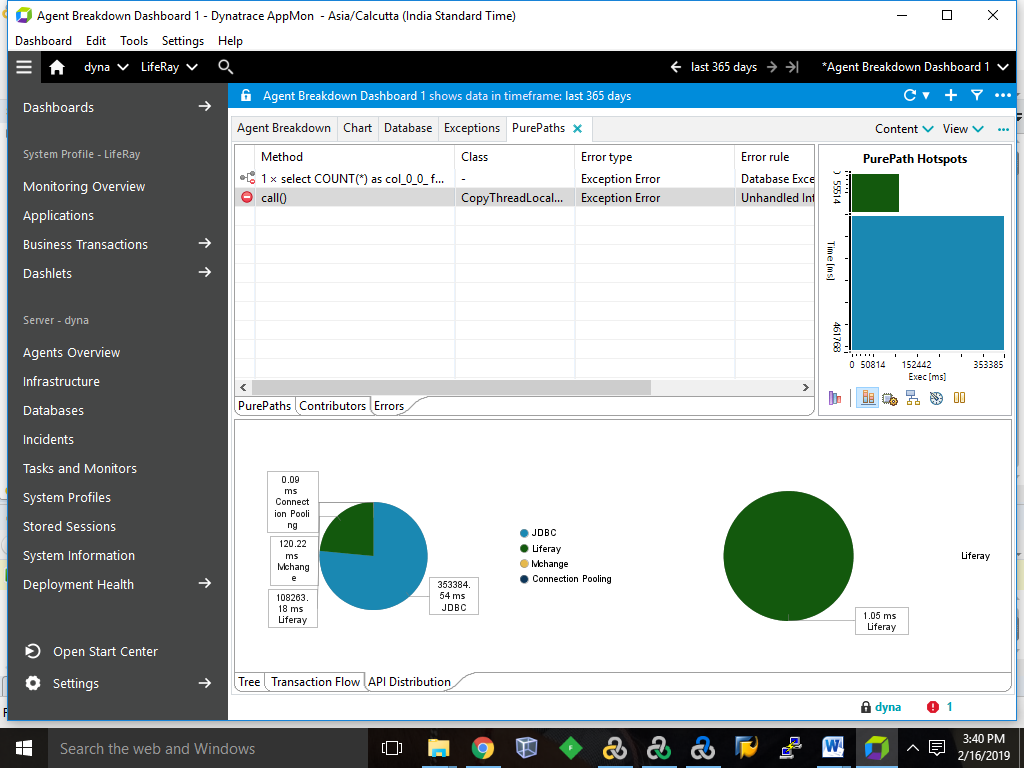 Agent Breakdown Dashboard 1 - Dynatrace AppMon - Asia/Calcutta (India Standard Time)
Dashboard Edit Tools Settings Help
dyna LifeRay last 365 days *Agent Breakdown Dashboard 1
Agent Breakdown Dashboard 1 shows data in timeframe: last 365 days
Dashboards
System Profile - LifeRay
Monitoring Overview
Applications
Business Transactions
Dashlets
Server - dyna
Agents Overview
Infrastructure
Databases
Incidents
Tasks and Monitors
System Profiles
Stored Sessions
System Information
Deployment Health
Open Start Center
Settings
Agent Breakdown Chart Database Exceptions PurePaths Content View
Method Class Error type Error rule
1 × select COUNT(*) as col_0_0_ f... - Exception Error Database Exce
call() CopyThreadLocal... Exception Error Unhandled Int
PurePaths Contributors Errors
PurePath Hotspots
0 55514
Time [ms]
461768
0 50814 152442 353385
Exec [ms]
0.09
ms
Connect
ion Pooli
ng
120.22
ms
Mchang
e
108263.
18 ms
Liferay
353384.
54 ms
JDBC
JDBC
Liferay
Mchange
Connection Pooling
1.05 ms
Liferay
Liferay
Tree Transaction Flow API Distribution
dyna 1
Search the web and Windows
3:40 PM
2/16/2019